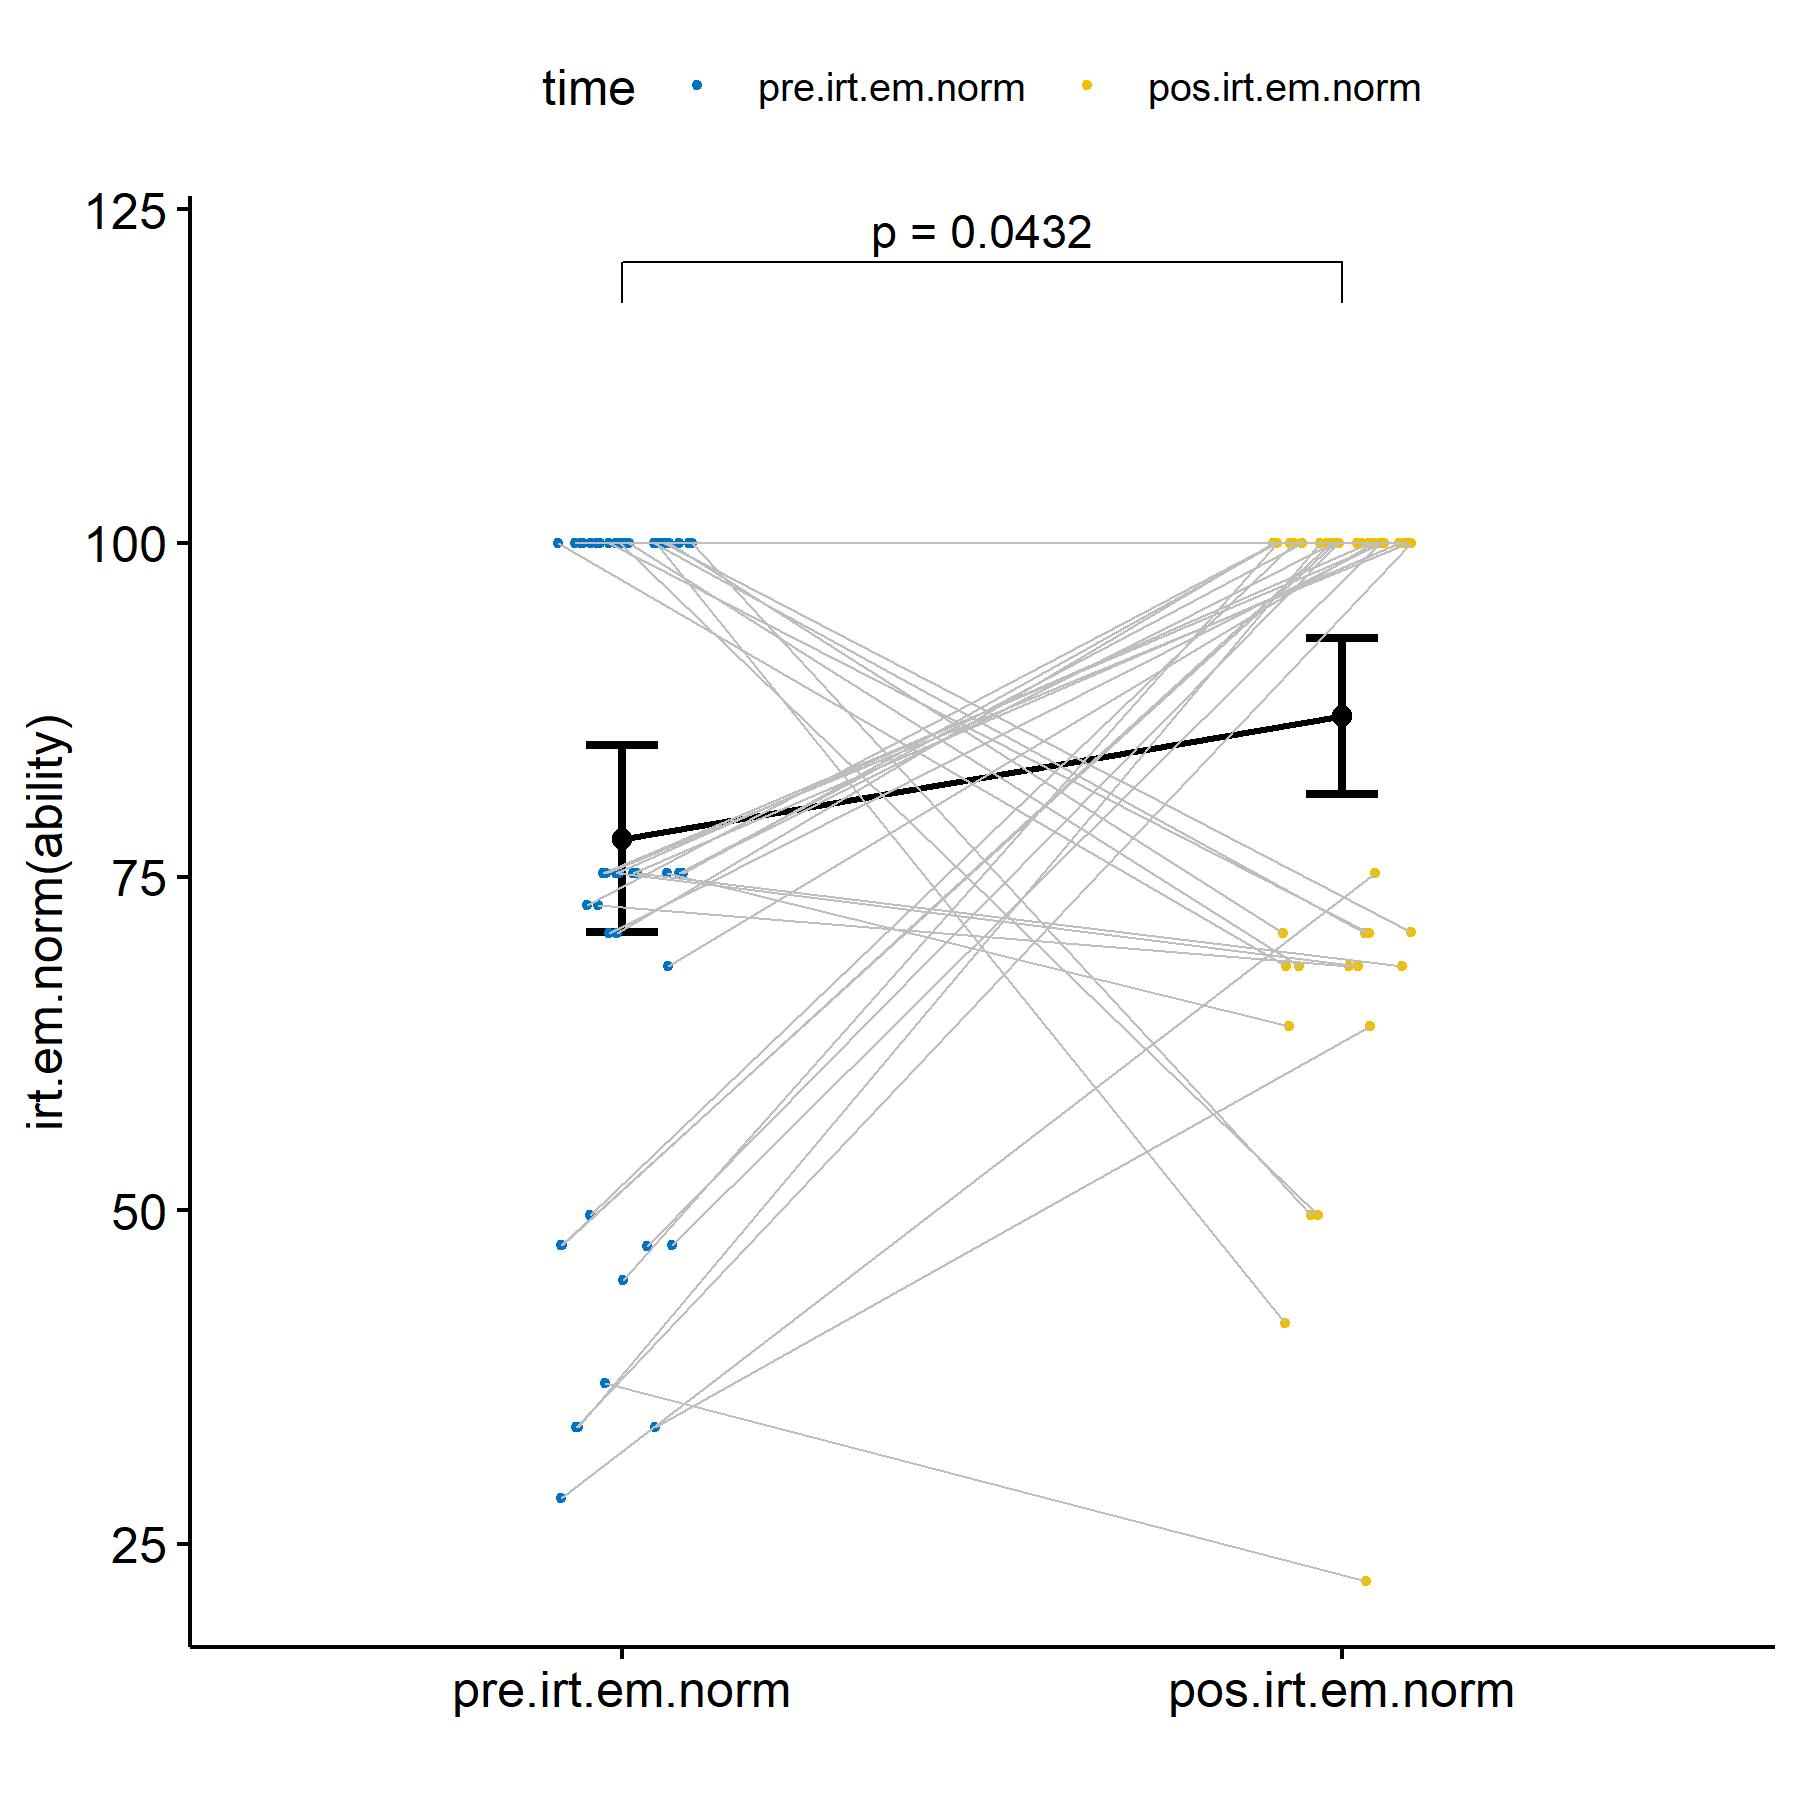 time pre.irt.em.norm pos.irt.em.norm
125
p = 0.0432
100
75
50
25
irt.em.norm(ability)
pre.irt.em.norm pos.irt.em.norm